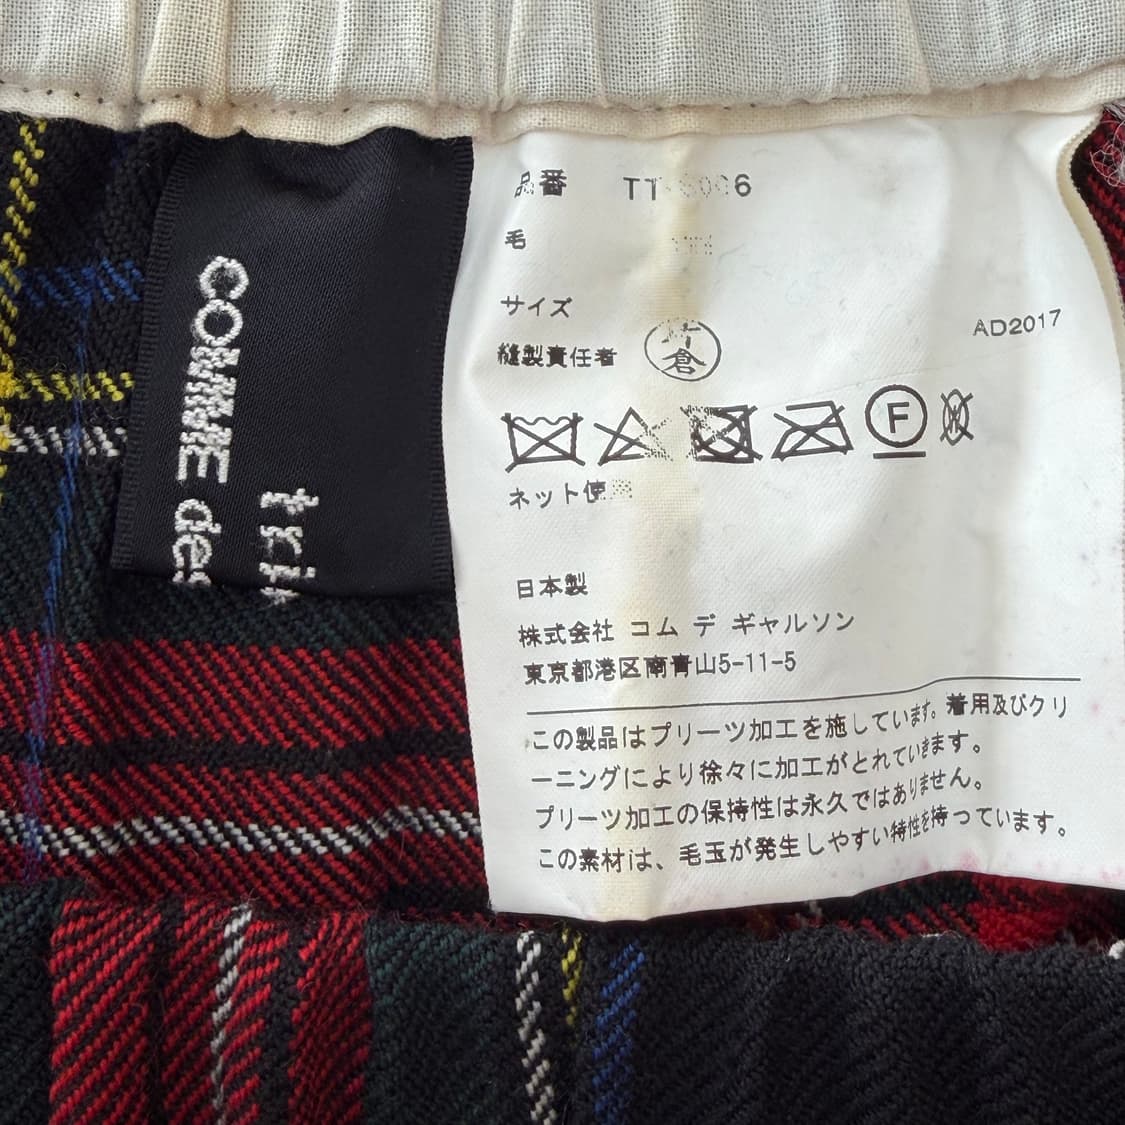 COMME des
品番 TT
毛
サイズ
AD2017
縫製責任者
倉
F
ネット使
日本製
株式会社 コム デ ギャルソン
東京都港区南青山5-11-5
この製品はプリーツ加工を施しています。着用及びクリ
ーニングにより徐々に加工がとれていきます。
プリーツ加工の保持性は永久ではありません。
この素材は、毛玉が発生しやすい特性を持っています。